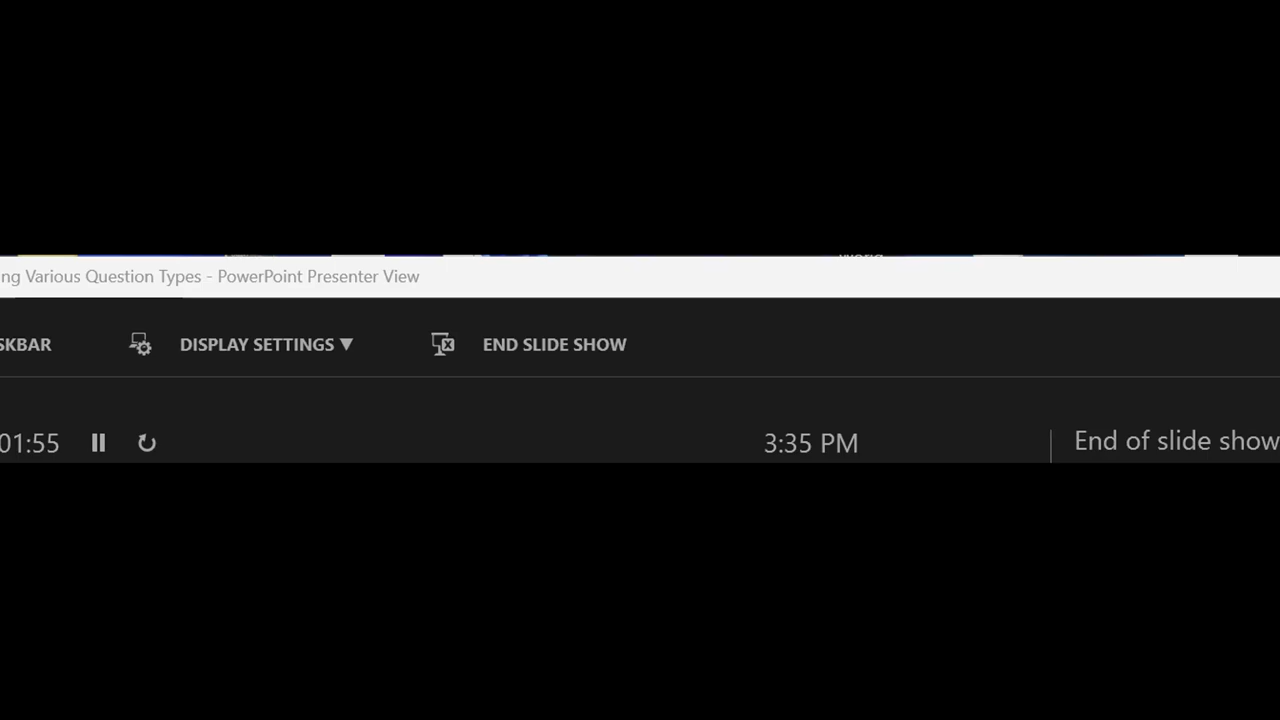 ng Various Question Types - PowerPoint Presenter View
SKBAR DISPLAY SETTINGS ▼ END SLIDE SHOW
01:55 3:35 PM End of slide show